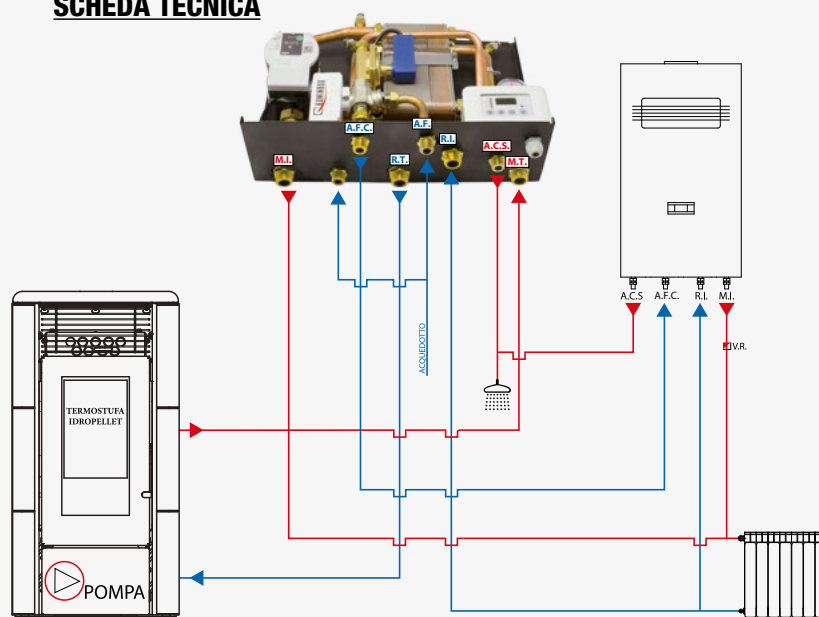 SCHEDA TECNICA
A.F.C.
A.F.
R.I.
A.C.S.
M.I.
R.T.
M.T.
A.C.S
A.F.C.
R.I.
M.I.
V.R.
ACQUEDOTTO
TERMOSTUFA
IDROPELLET
POMPA